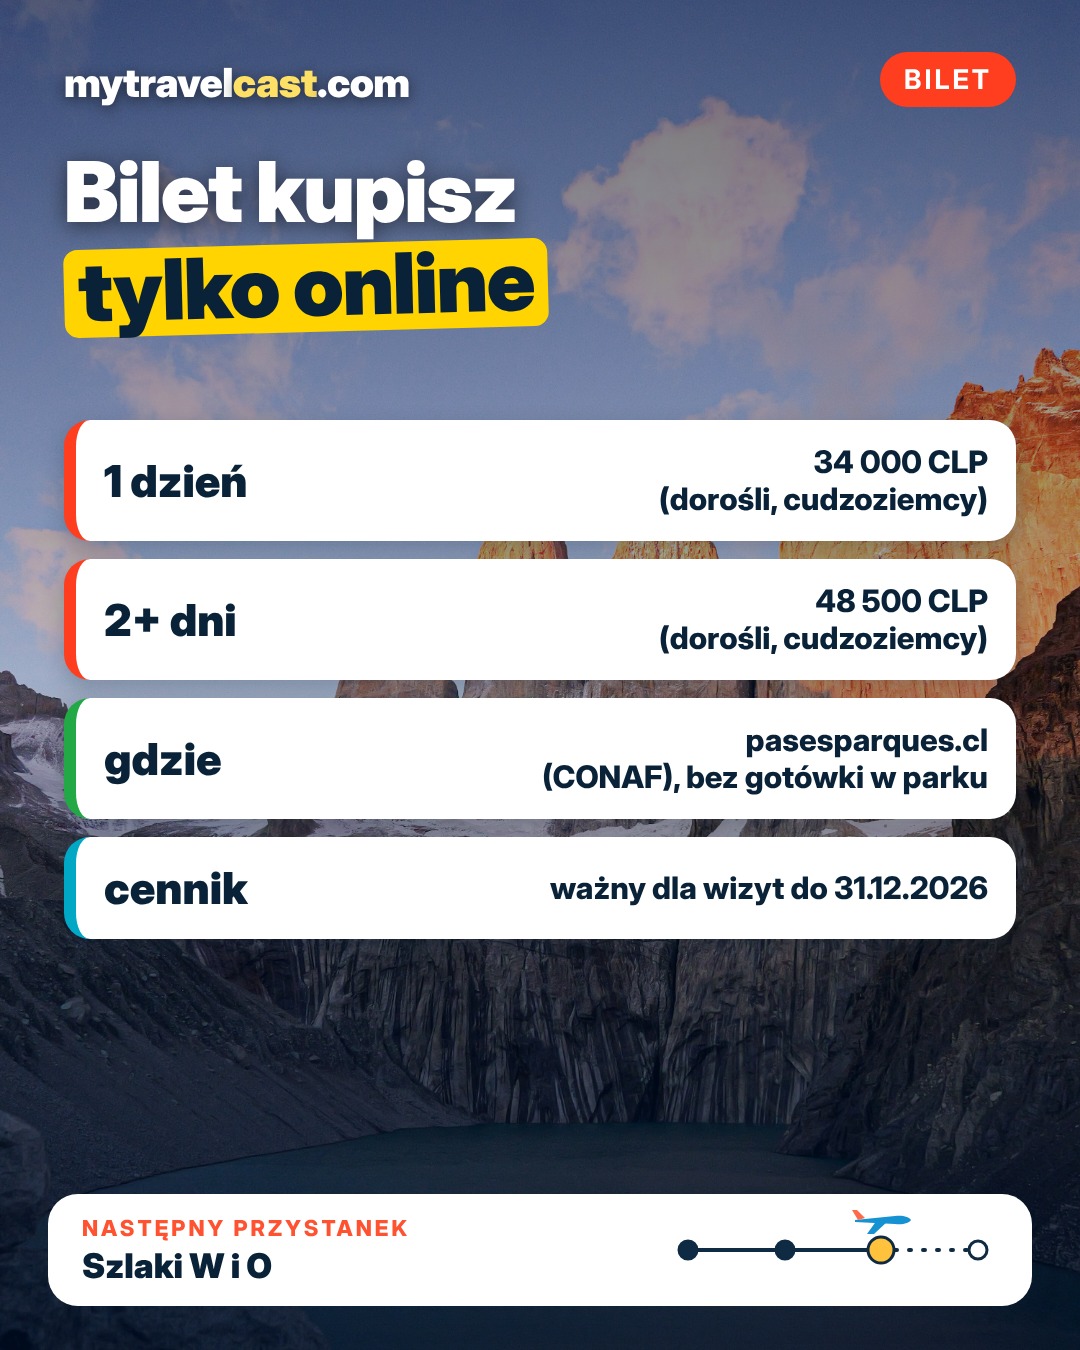 mytravelcast.com
BILET
Bilet kupisz
tylko online
1 dzień
34 000 CLP
(dorośli, cudzoziemcy)
2+ dni
48 500 CLP
(dorośli, cudzoziemcy)
gdzie
pasesparques.cl
(CONAF), bez gotówki w parku
cennik
ważny dla wizyt do 31.12.2026
NASTĘPNY PRZYSTANEK
Szlaki W i O